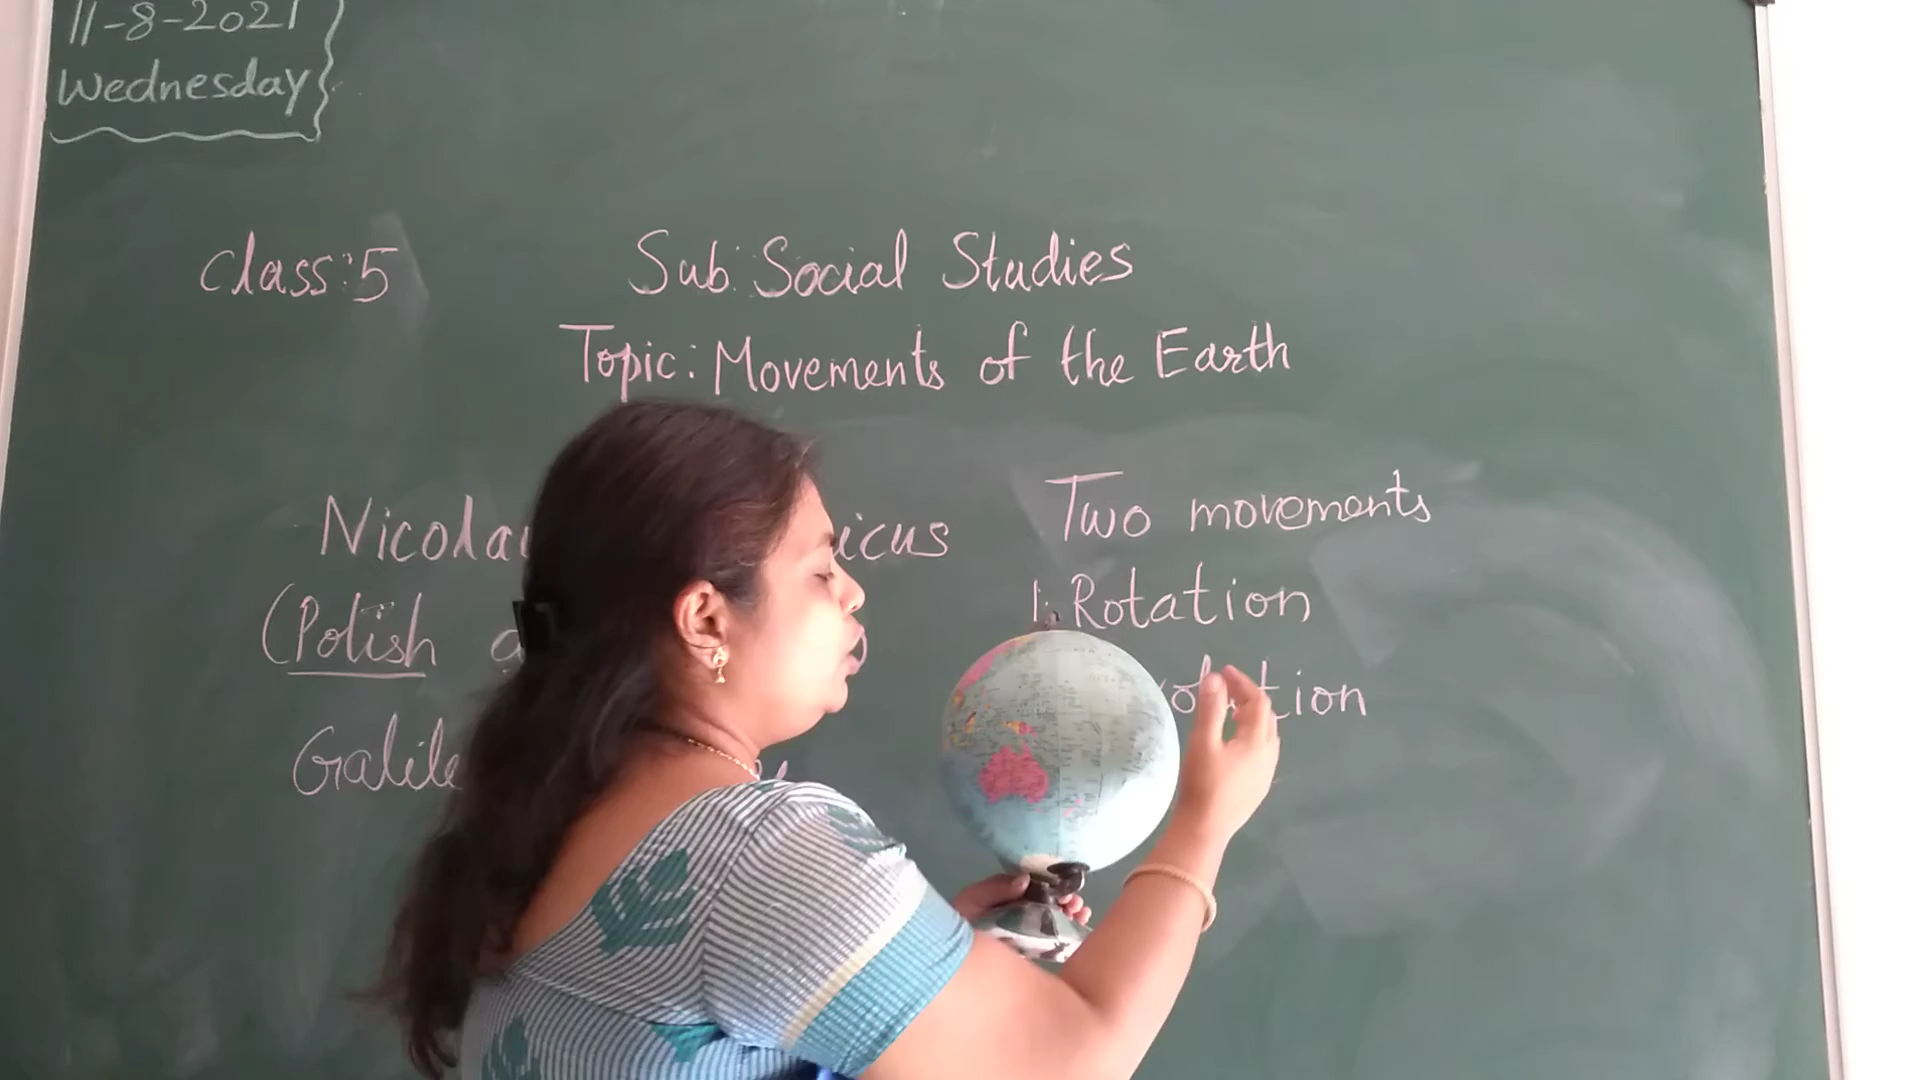 11-8-2021
Wednesday
Class: 5
Sub: Social Studies
Topic: Movements of the Earth
Nicola icus
(Polish
Galile
Two movements
1. Rotation
tion